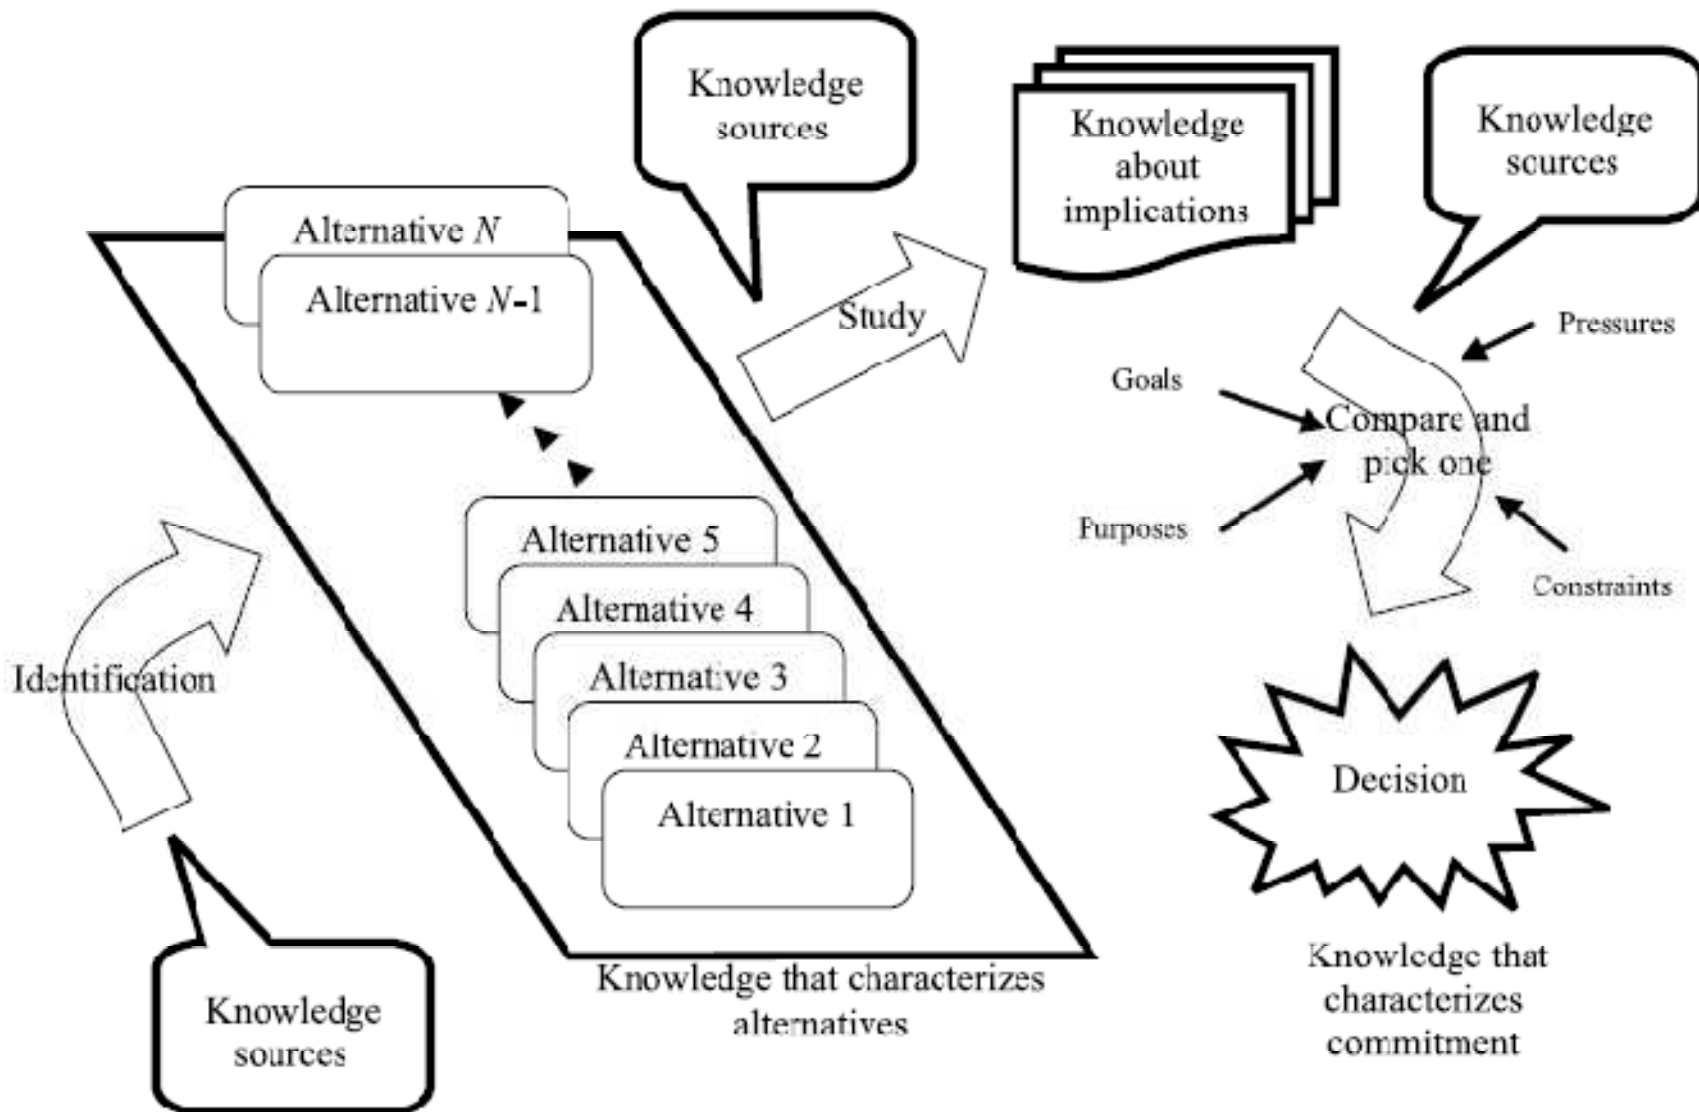 Knowledge
sources
Knowledge
about
implications
Knowledge
sources
Alternative N
Alternative N-1
Study
Pressures
Goals
Compare and
pick one
Purposes
Constraints
Alternative 5
Alternative 4
Alternative 3
Alternative 2
Alternative 1
Identification
Decision
Knowledge that characterizes
alternatives
Knowledge that
characterizes
commitment
Knowledge
sources